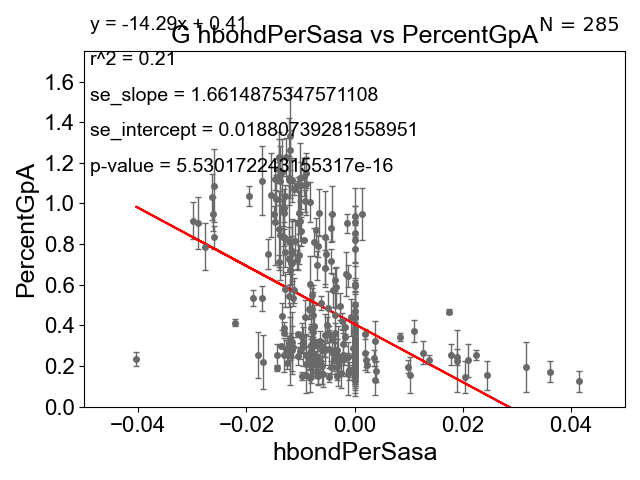 y = -14.29x + 0.41
N = 285
G hbondPerSasa vs PercentGpA
r^2 = 0.21
se_slope = 1.6614875347571108
se_intercept = 0.01880739281558951
p-value = 5.530172243155317e-16
PercentGpA
1.6
1.4
1.2
1.0
0.8
0.6
0.4
0.2
0.0
−0.04 −0.02 0.00 0.02 0.04
hbondPerSasa